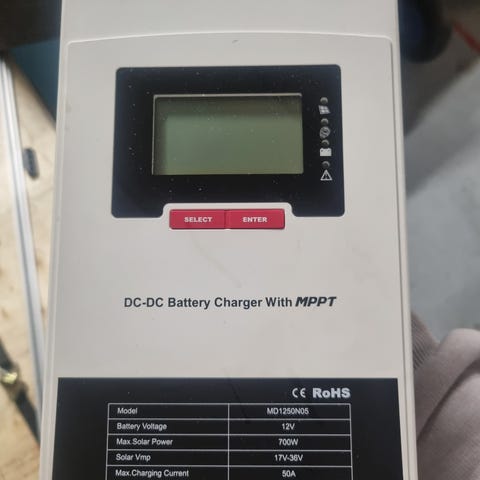 SELECT ENTER
DC-DC Battery Charger With MPPT
CE RoHS
Model MD1250N05
Battery Voltage 12V
Max.Solar Power 700W
Solar Vmp 17V-36V
Max.Charging Current 50A